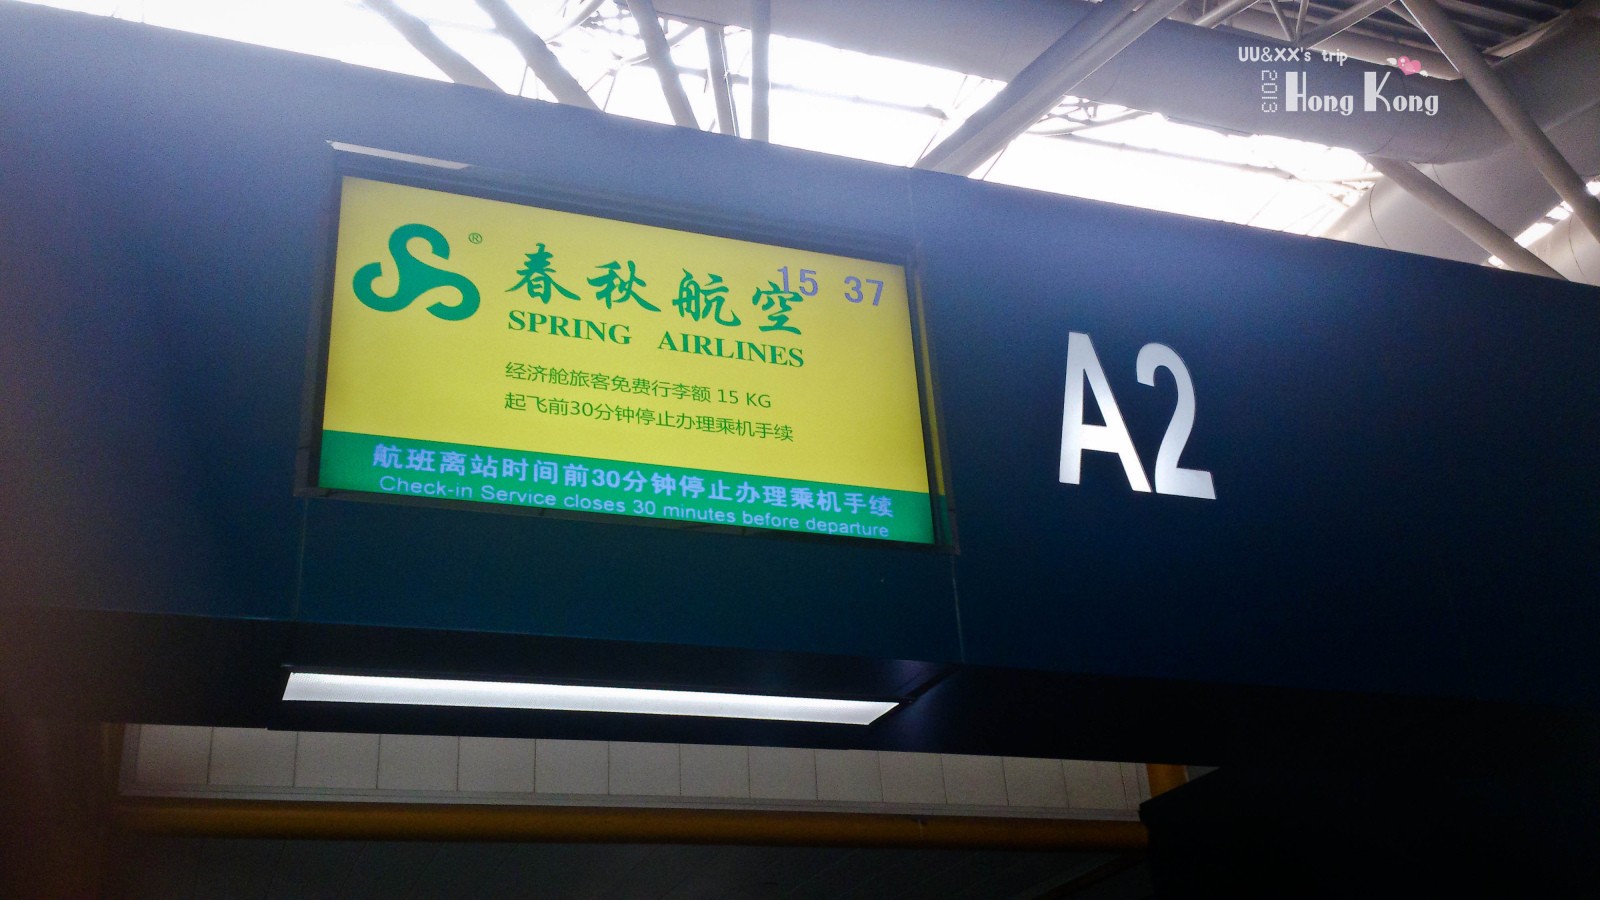 UU&XX's trip
2013
Hong Kong
春秋航空
15 37
®
SPRING AIRLINES
经济舱旅客免费行李额 15 KG
起飞前30分钟停止办理乘机手续
航班离站时间前30分钟停止办理乘机手续
Check-in Service closes 30 minutes before departure
A2